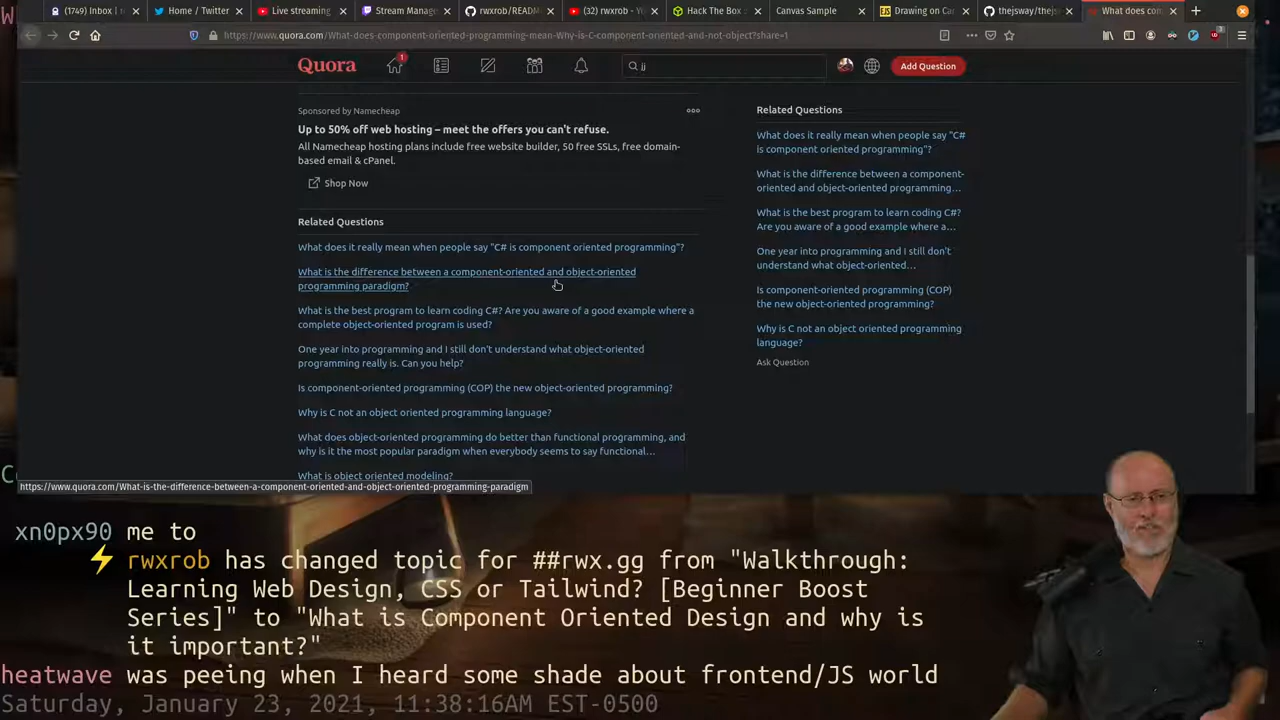 (1749) Inbox | r
Home / Twitter
Live streaming
Stream Manage
rwxrob/READM
(32) rwxrob - Yo
Hack The Box :
Canvas Sample
Drawing on Can
thejsway/thejs
What does com
https://www.quora.com/What-does-component-oriented-programming-mean-Why-is-C-component-oriented-and-not-object?share=1
Quora
1
jj
Add Question
Sponsored by Namecheap
Up to 50% off web hosting – meet the offers you can't refuse.
All Namecheap hosting plans include free website builder, 50 free SSLs, free domain-
based email & cPanel.
Shop Now
Related Questions
What does it really mean when people say "C# is component oriented programming"?
What is the difference between a component-oriented and object-oriented
programming paradigm?
What is the best program to learn coding C#? Are you aware of a good example where a
complete object-oriented program is used?
One year into programming and I still don't understand what object-oriented
programming really is. Can you help?
Is component-oriented programming (COP) the new object-oriented programming?
Why is C not an object oriented programming language?
What does object-oriented programming do better than functional programming, and
why is it the most popular paradigm when everybody seems to say functional...
What is object oriented modeling?
Related Questions
What does it really mean when people say "C#
is component oriented programming"?
What is the difference between a component-
oriented and object-oriented programming...
What is the best program to learn coding C#?
Are you aware of a good example where a...
One year into programming and I still don't
understand what object-oriented...
Is component-oriented programming (COP)
the new object-oriented programming?
Why is C not an object oriented programming
language?
Ask Question
https://www.quora.com/What-is-the-difference-between-a-component-oriented-and-object-oriented-programming-paradigm
xn0px90 me to
rwxrob has changed topic for ##rwx.gg from "Walkthrough:
Learning Web Design, CSS or Tailwind? [Beginner Boost
Series]" to "What is Component Oriented Design and why is
it important?"
heatwave was peeing when I heard some shade about frontend/JS world
Saturday, January 23, 2021, 11:38:16AM EST-0500